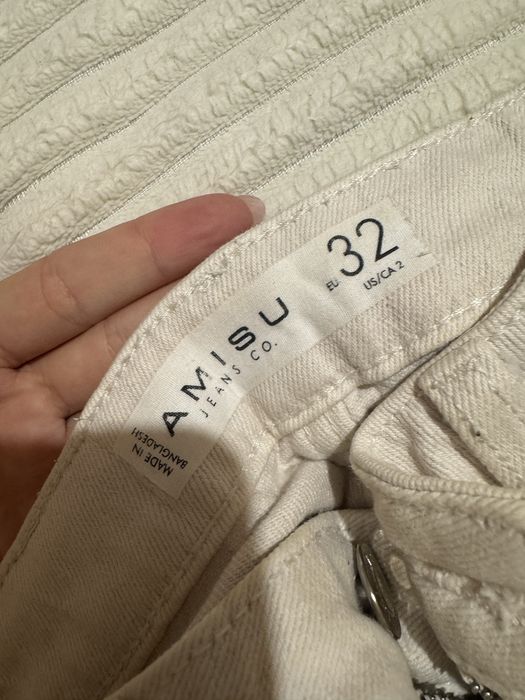 AMISU
JEANS CO.
EU 32
US/CA 2
MADE IN
BANGLADESH